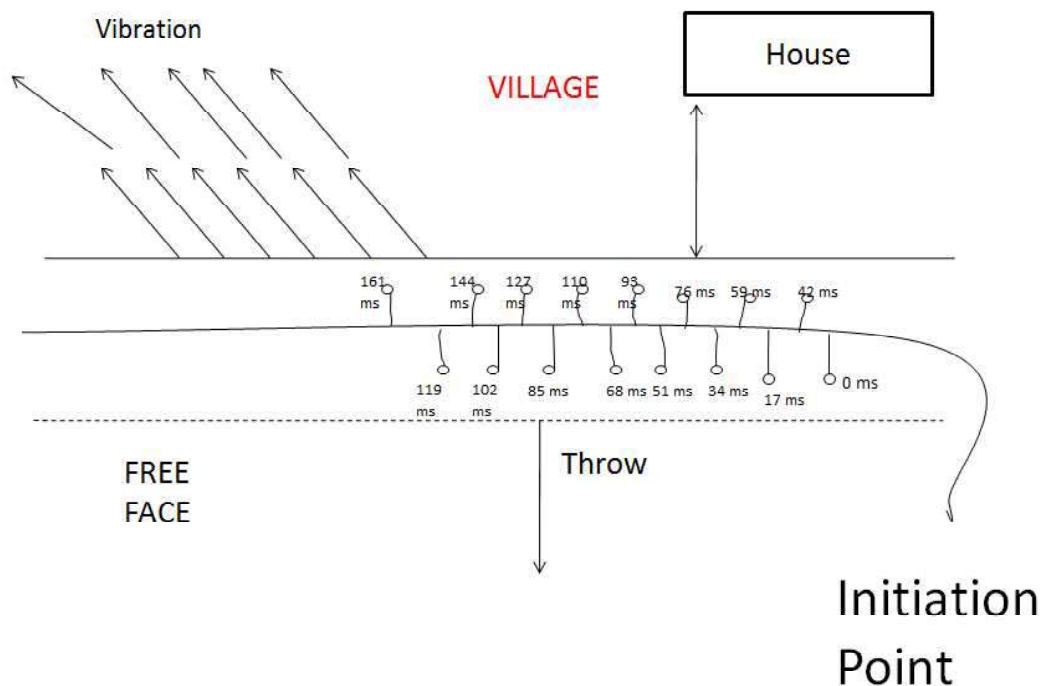 Vibration
House
VILLAGE
161 ms
144 ms
127 ms
110 ms
93 ms
76 ms
59 ms
42 ms
119 ms
102 ms
85 ms
68 ms
51 ms
34 ms
17 ms
0 ms
FREE
FACE
Throw
Initiation
Point